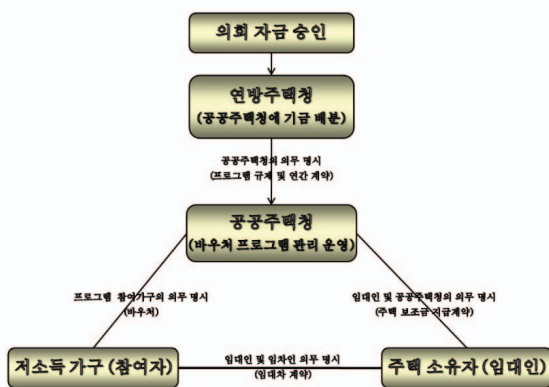 의회 자금 승인
연방주택청
(공공주택청에 기금 배분)
공공주택청의 의무 명시
(프로그램 규제 및 연간 계약)
공공주택청
(바우처 프로그램 관리 운영)
프로그램 참여가구의 의무 명시
(바우처)
임대인 및 공공주택청의 의무 명시
(주택 보조금 지급계약)
저소득 가구 (참여자)
임대인 및 임차인 의무 명시
(임대차 계약)
주택 소유자 (임대인)